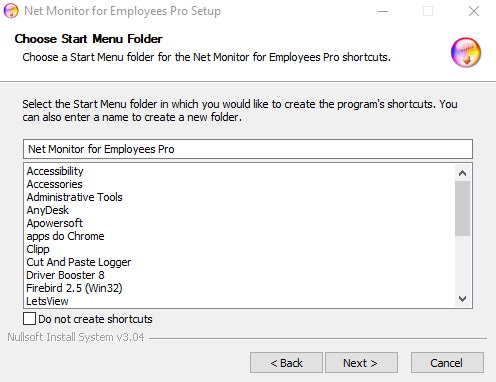 Net Monitor for Employees Pro Setup
Choose Start Menu Folder
Choose a Start Menu folder for the Net Monitor for Employees Pro shortcuts.
Select the Start Menu folder in which you would like to create the program's shortcuts. You
can also enter a name to create a new folder.
Net Monitor for Employees Pro
Accessibility
Accessories
Administrative Tools
AnyDesk
Apowersoft
apps do Chrome
Clipp
Cut And Paste Logger
Driver Booster 8
Firebird 2.5 (Win32)
LetsView
Do not create shortcuts
Nullsoft Install System v3.04
< Back
Next >
Cancel